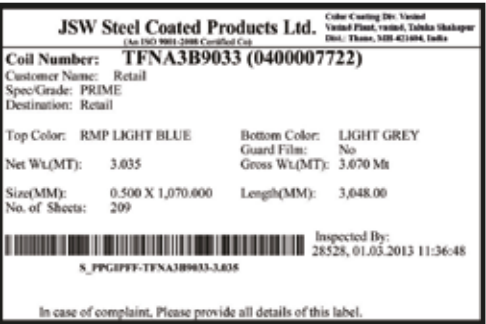 JSW Steel Coated Products Ltd.
(An ISO 9001-2008 Certified Co)
Color Coating Div. Vasind
Vasind Plant, vasind, Taluka Shahapur
Dist.: Thane, MH-421604, India
Coil Number: TFNA3B9033 (0400007722)
Customer Name: Retail
Spec/Grade: PRIME
Destination: Retail
Top Color: RMP LIGHT BLUE Bottom Color: LIGHT GREY
Guard Film: No
Net Wt.(MT): 3.035 Gross Wt.(MT): 3.070 Mt
Size(MM): 0.500 X 1,070.000 Length(MM): 3,048.00
No. of Sheets: 209
Inspected By:
28528, 01.03.2013 11:36:48
S_PPGIPFF-TFNA3B9033-3.035
In case of complaint, Please provide all details of this label.